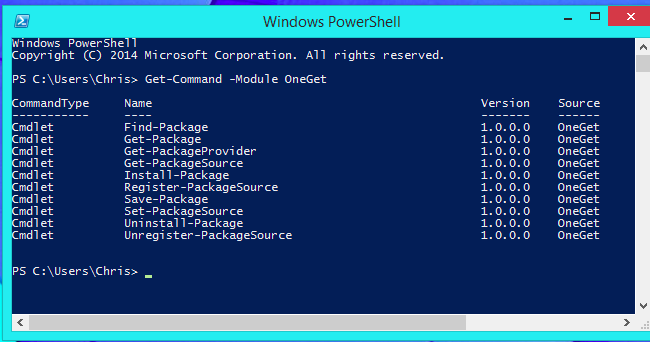 Windows PowerShell
Windows PowerShell
Copyright (C) 2014 Microsoft Corporation. All rights reserved.
PS C:\Users\Chris> Get-Command -Module OneGet
CommandType Name Version Source
----------- ---- ------- ------
Cmdlet Find-Package 1.0.0.0 OneGet
Cmdlet Get-Package 1.0.0.0 OneGet
Cmdlet Get-PackageProvider 1.0.0.0 OneGet
Cmdlet Get-PackageSource 1.0.0.0 OneGet
Cmdlet Install-Package 1.0.0.0 OneGet
Cmdlet Register-PackageSource 1.0.0.0 OneGet
Cmdlet Save-Package 1.0.0.0 OneGet
Cmdlet Set-PackageSource 1.0.0.0 OneGet
Cmdlet Uninstall-Package 1.0.0.0 OneGet
Cmdlet Unregister-PackageSource 1.0.0.0 OneGet
PS C:\Users\Chris> _